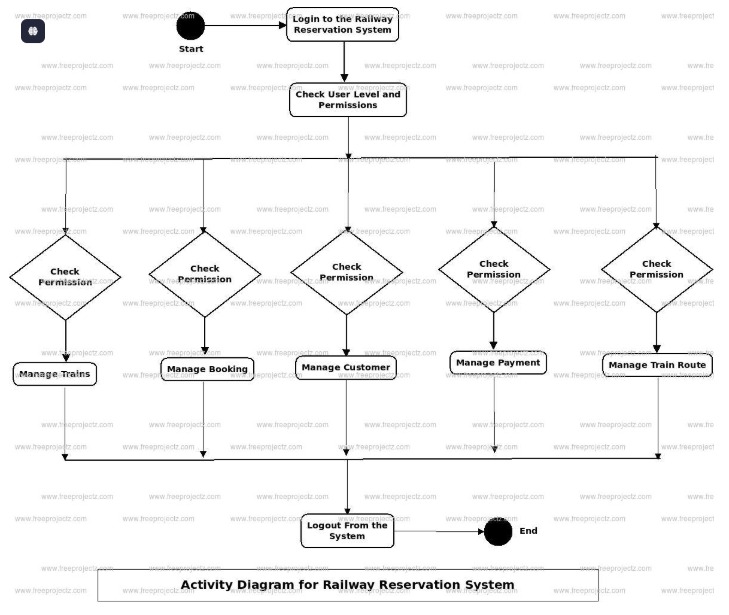 Login to the Railway
Reservation System
Start
Check User Level and
Permissions
Check
Permission
Check
Permission
Check
Permission
Check
Permission
Check
Permission
Manage Trains
Manage Booking
Manage Customer
Manage Payment
Manage Train Route
Logout From the
System
End
Activity Diagram for Railway Reservation System
www.freeprojectz.com